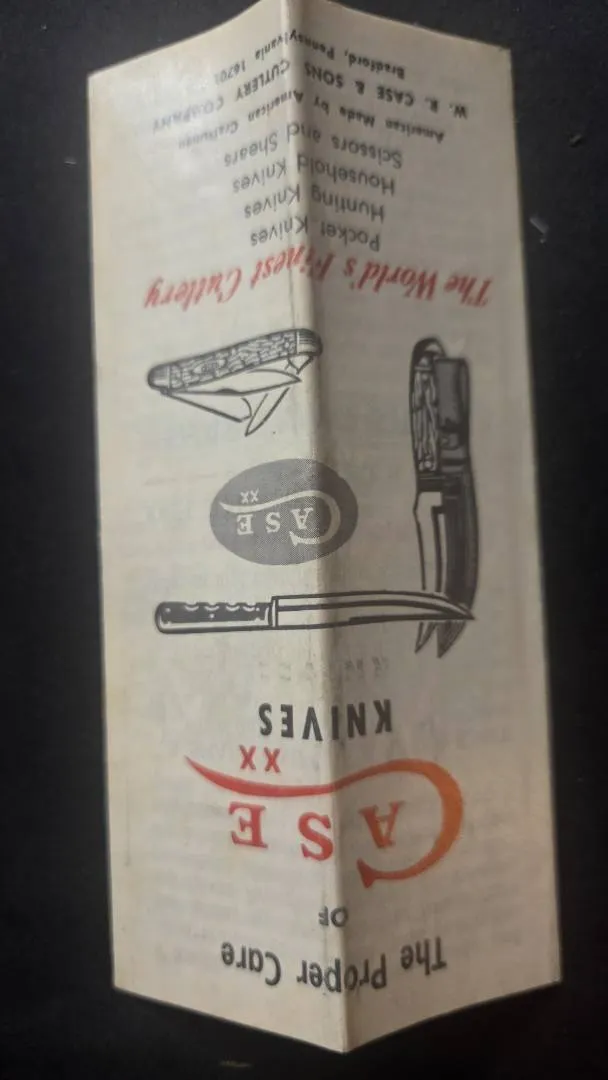 The Proper Care
OF
CASE
XX
KNIVES
CASE
XX
The World's Finest Cutlery
Pocket Knives
Hunting Knives
Household Knives
Scissors and Shears
American Made by American Craftsmen
W. R. CASE & SONS CUTLERY COMPANY
Bradford, Pennsylvania 16701